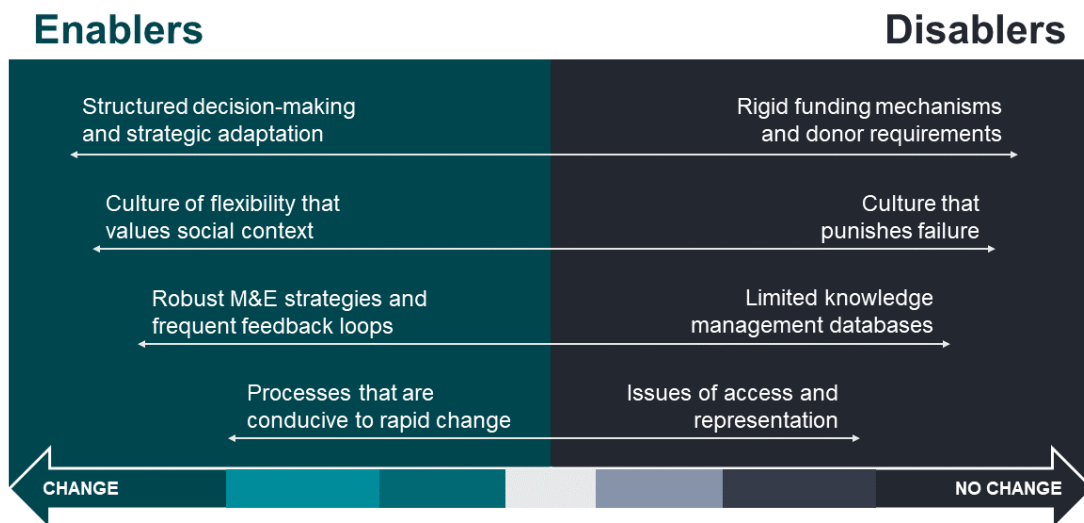 Enablers
Disablers
Structured decision-making
and strategic adaptation
Rigid funding mechanisms
and donor requirements
Culture of flexibility that
values social context
Culture that
punishes failure
Robust M&E strategies and
frequent feedback loops
Limited knowledge
management databases
Processes that are
conducive to rapid change
Issues of access and
representation
CHANGE
NO CHANGE